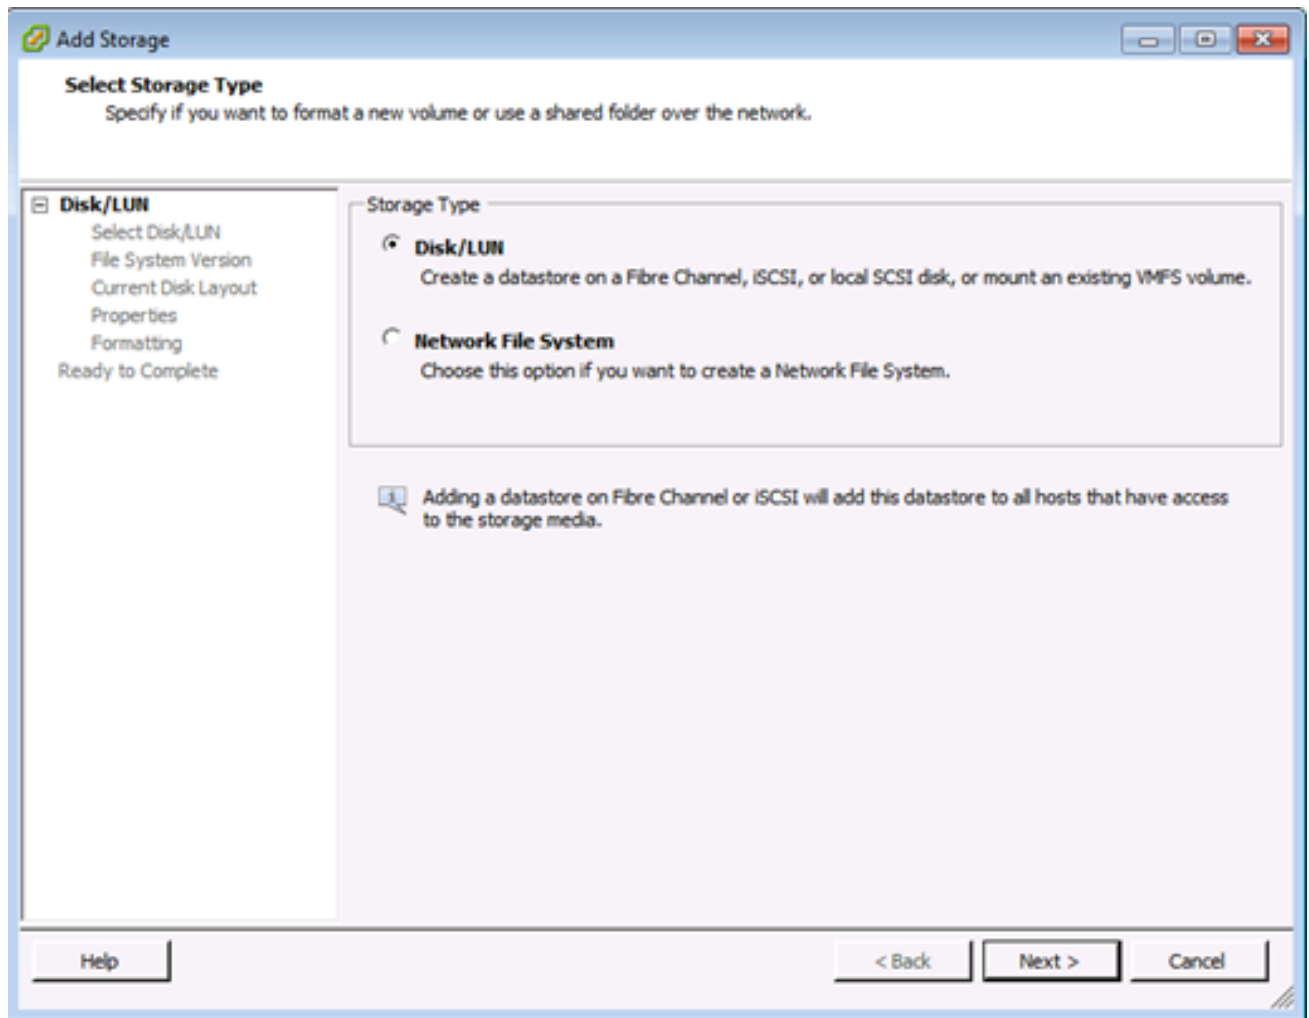 Add Storage
Select Storage Type
Specify if you want to format a new volume or use a shared folder over the network.
Disk/LUN
Select Disk/LUN
File System Version
Current Disk Layout
Properties
Formatting
Ready to Complete
Storage Type
Disk/LUN
Create a datastore on a Fibre Channel, iSCSI, or local SCSI disk, or mount an existing VMFS volume.
Network File System
Choose this option if you want to create a Network File System.
Adding a datastore on Fibre Channel or iSCSI will add this datastore to all hosts that have access
to the storage media.
Help
< Back
Next >
Cancel